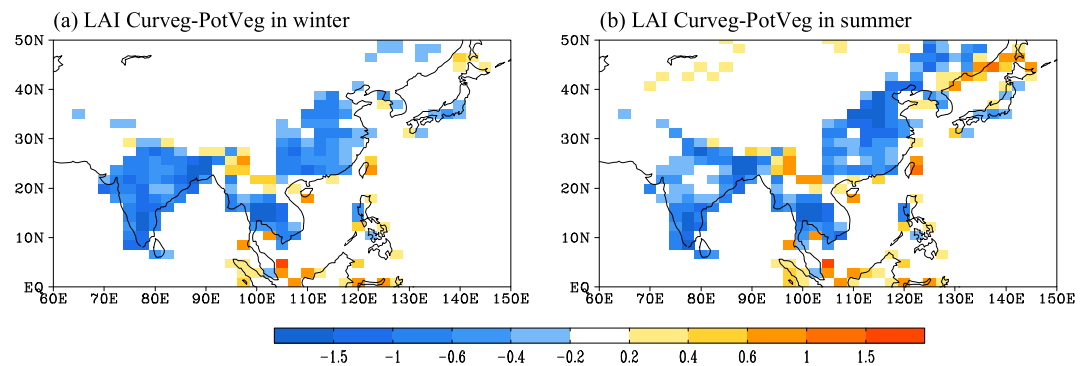 (a) LAI Curveg-PotVeg in winter
(b) LAI Curveg-PotVeg in summer
50N
40N
30N
20N
10N
EQ
60E 70E 80E 90E 100E 110E 120E 130E 140E 150E
50N
40N
30N
20N
10N
EQ
60E 70E 80E 90E 100E 110E 120E 130E 140E 150E
-1.5 -1 -0.6 -0.4 -0.2 0.2 0.4 0.6 1 1.5